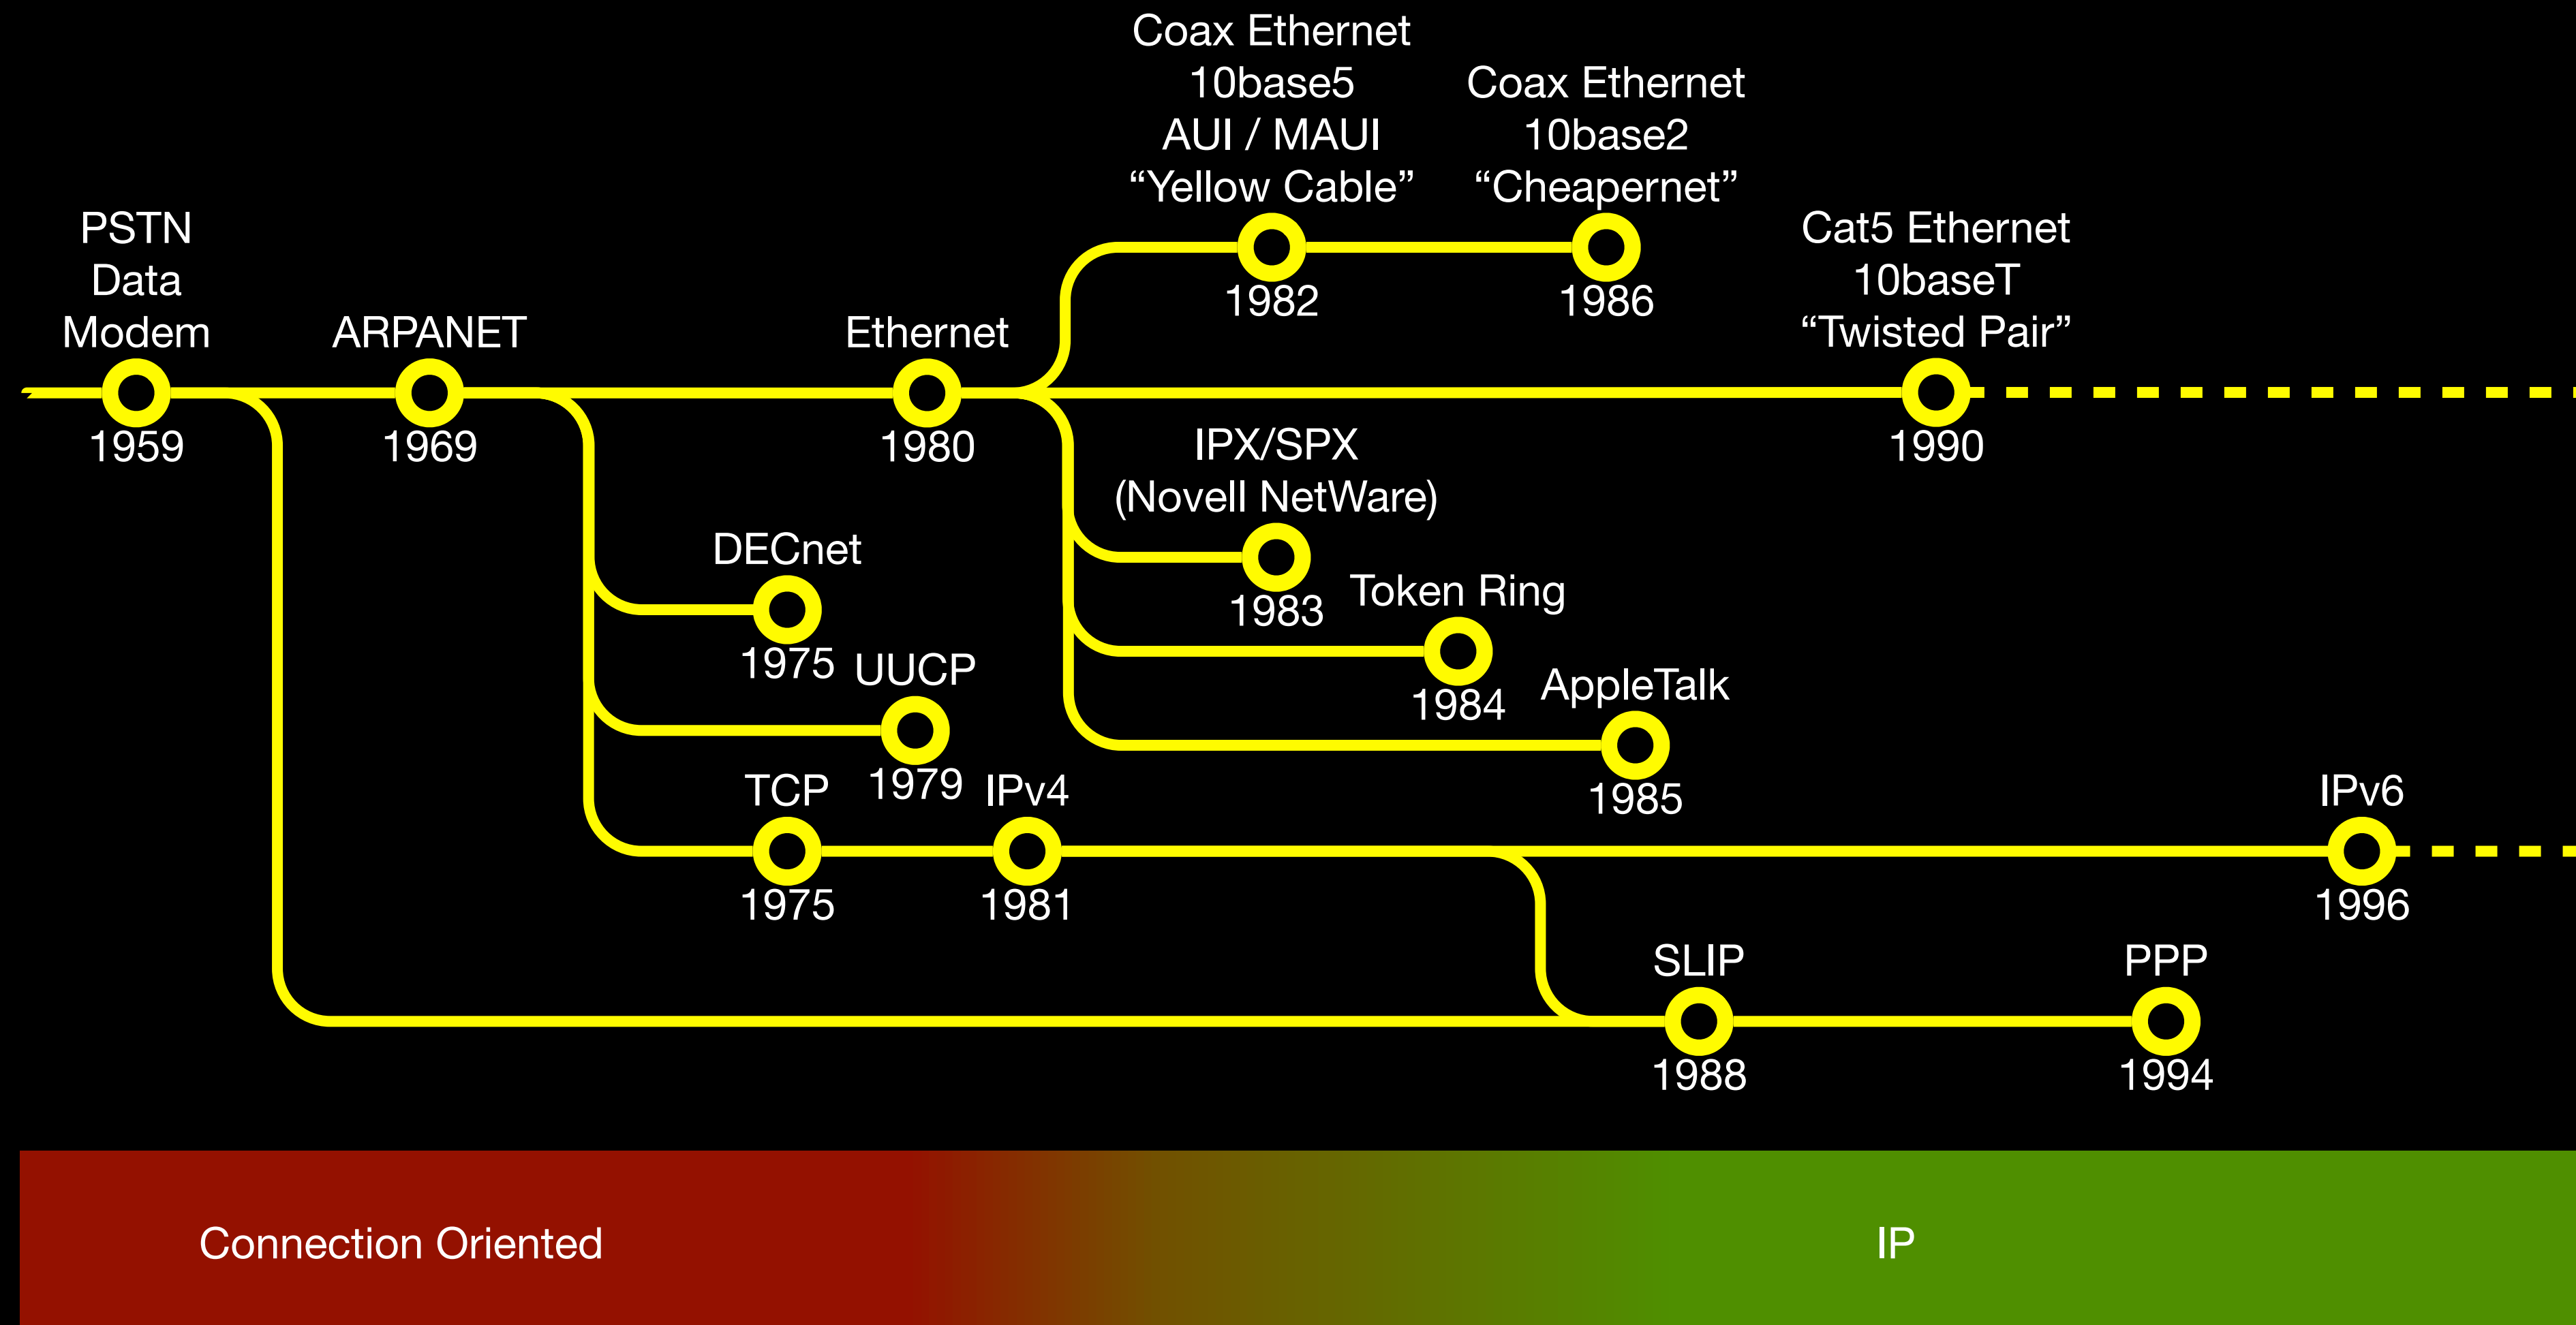 Coax Ethernet
10base5
AUI / MAUI
“Yellow Cable”
1982
Coax Ethernet
10base2
“Cheapernet”
1986
PSTN
Data
Modem
1959
ARPANET
1969
Ethernet
1980
Cat5 Ethernet
10baseT
“Twisted Pair”
1990
IPX/SPX
(Novell NetWare)
1983
DECnet
1975
Token Ring
1984
UUCP
1979
AppleTalk
1985
TCP
1975
IPv4
1981
IPv6
1996
SLIP
1988
PPP
1994
Connection Oriented
IP